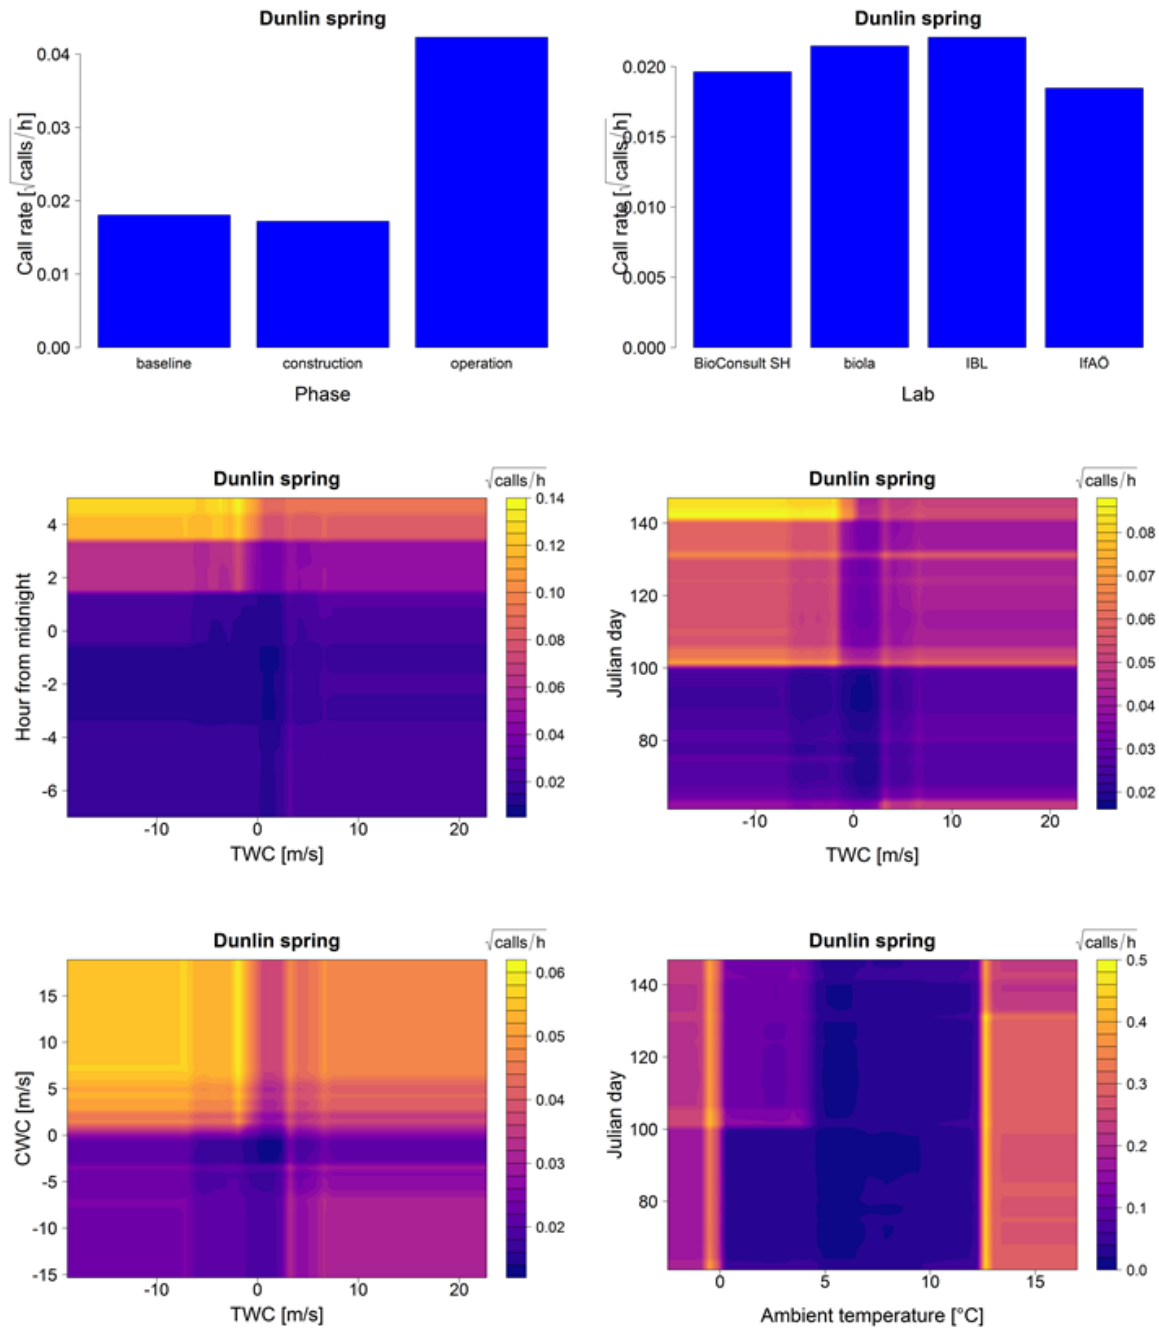 Dunlin spring
Call rate [√calls/h]
0.04
0.03
0.02
0.01
0.00
baseline construction operation
Phase
Dunlin spring
Call rate [√calls/h]
0.020
0.015
0.010
0.005
0.000
BioConsult SH biola IBL IfAÖ
Lab
Dunlin spring
√calls/h
Hour from midnight
4
2
0
-2
-4
-6
-10 0 10 20
TWC [m/s]
0.14
0.12
0.10
0.08
0.06
0.04
0.02
Dunlin spring
√calls/h
Julian day
140
120
100
80
-10 0 10 20
TWC [m/s]
0.08
0.07
0.06
0.05
0.04
0.03
0.02
Dunlin spring
√calls/h
CWC [m/s]
15
10
5
0
-5
-10
-15
-10 0 10 20
TWC [m/s]
0.06
0.05
0.04
0.03
0.02
Dunlin spring
√calls/h
Julian day
140
120
100
80
0 5 10 15
Ambient temperature [°C]
0.5
0.4
0.3
0.2
0.1
0.0